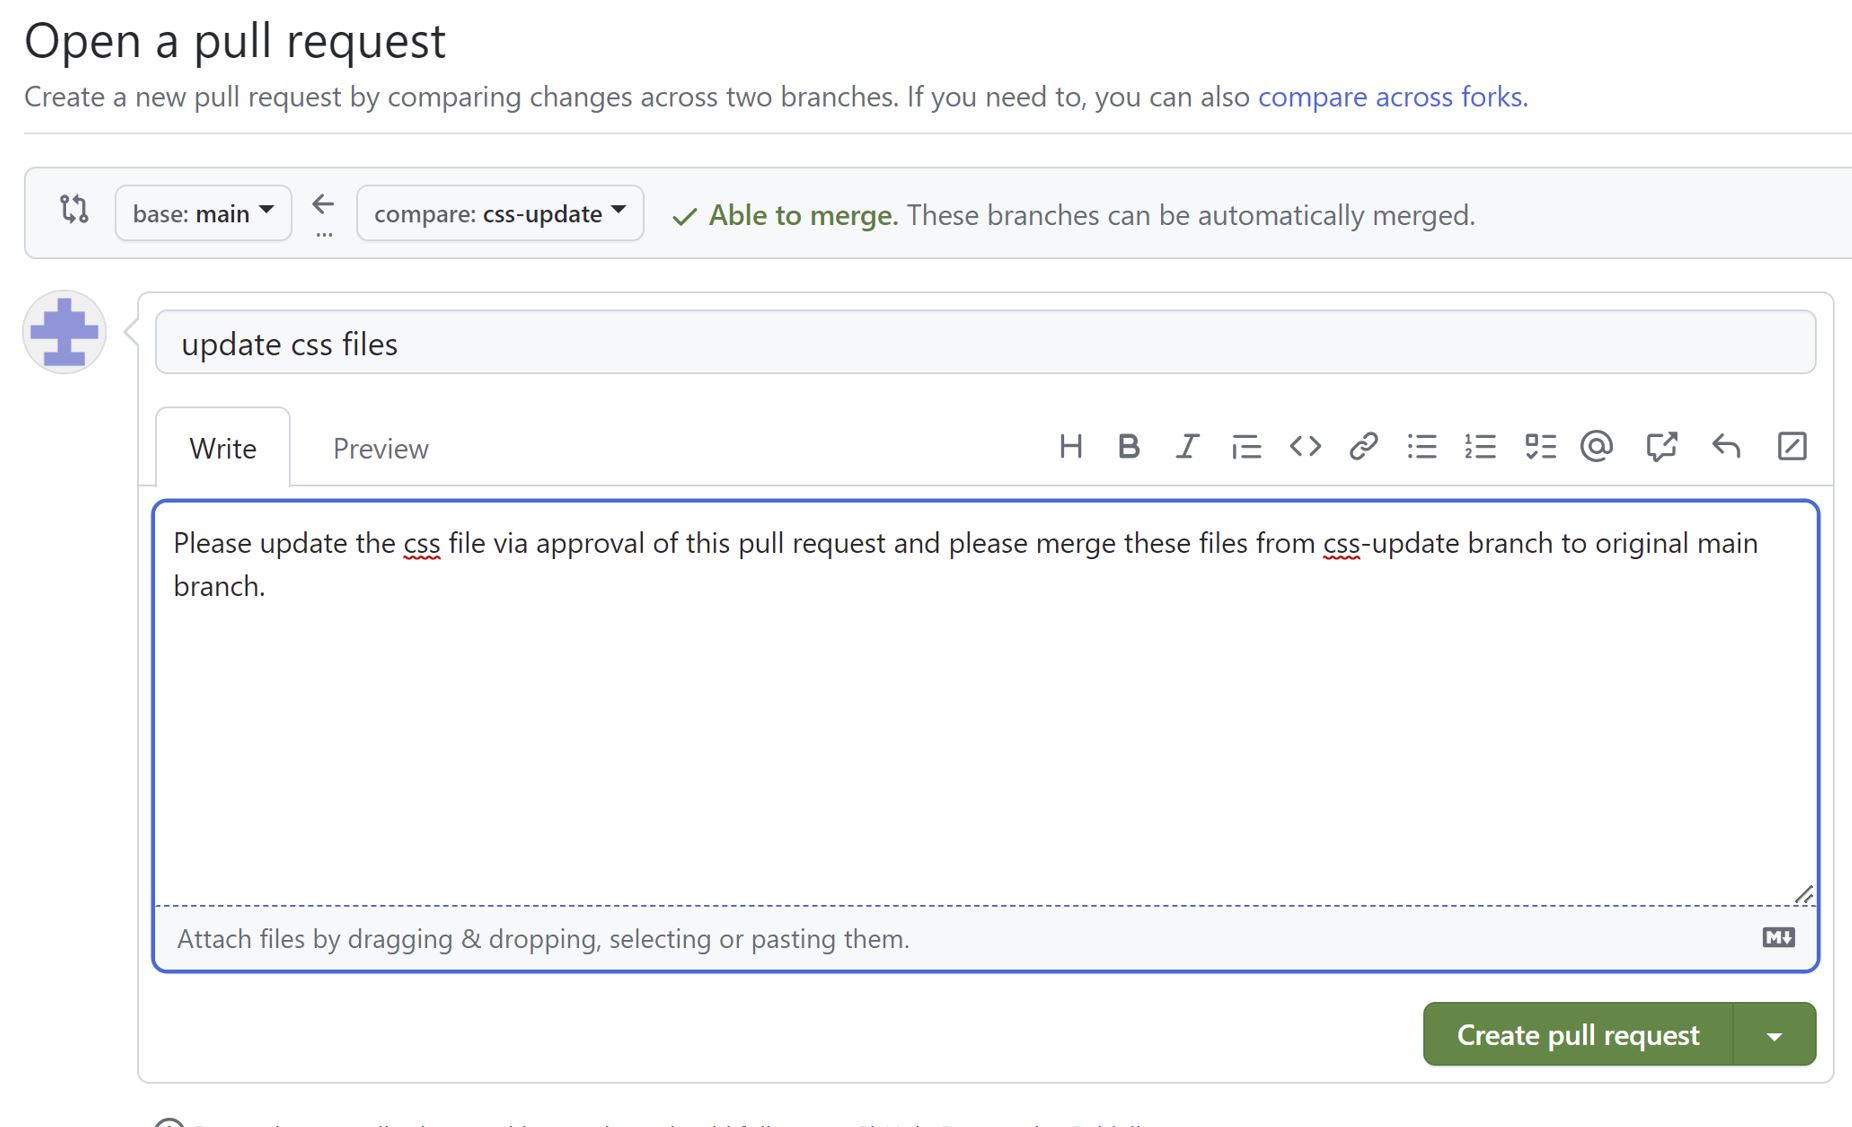 Open a pull request
Create a new pull request by comparing changes across two branches. If you need to, you can also compare across forks.
base: main
compare: css-update
Able to merge. These branches can be automatically merged.
update css files
Write
Preview
Please update the css file via approval of this pull request and please merge these files from css-update branch to original main
branch.
Attach files by dragging & dropping, selecting or pasting them.
Create pull request